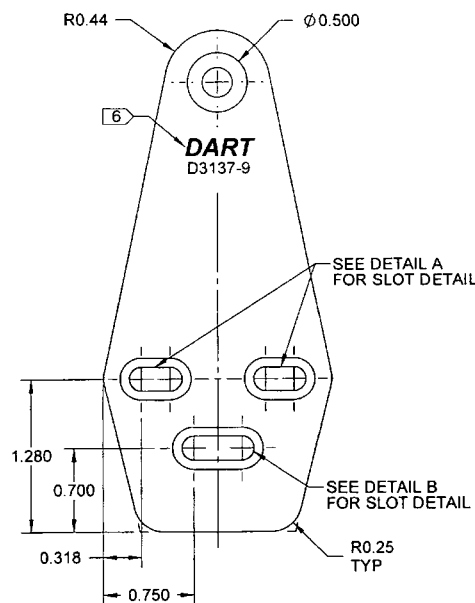 R0.44
Ø0.500
6
DART
D3137-9
SEE DETAIL A
FOR SLOT DETAIL
1.280
0.700
SEE DETAIL B
FOR SLOT DETAIL
0.318
R0.25
TYP
0.750